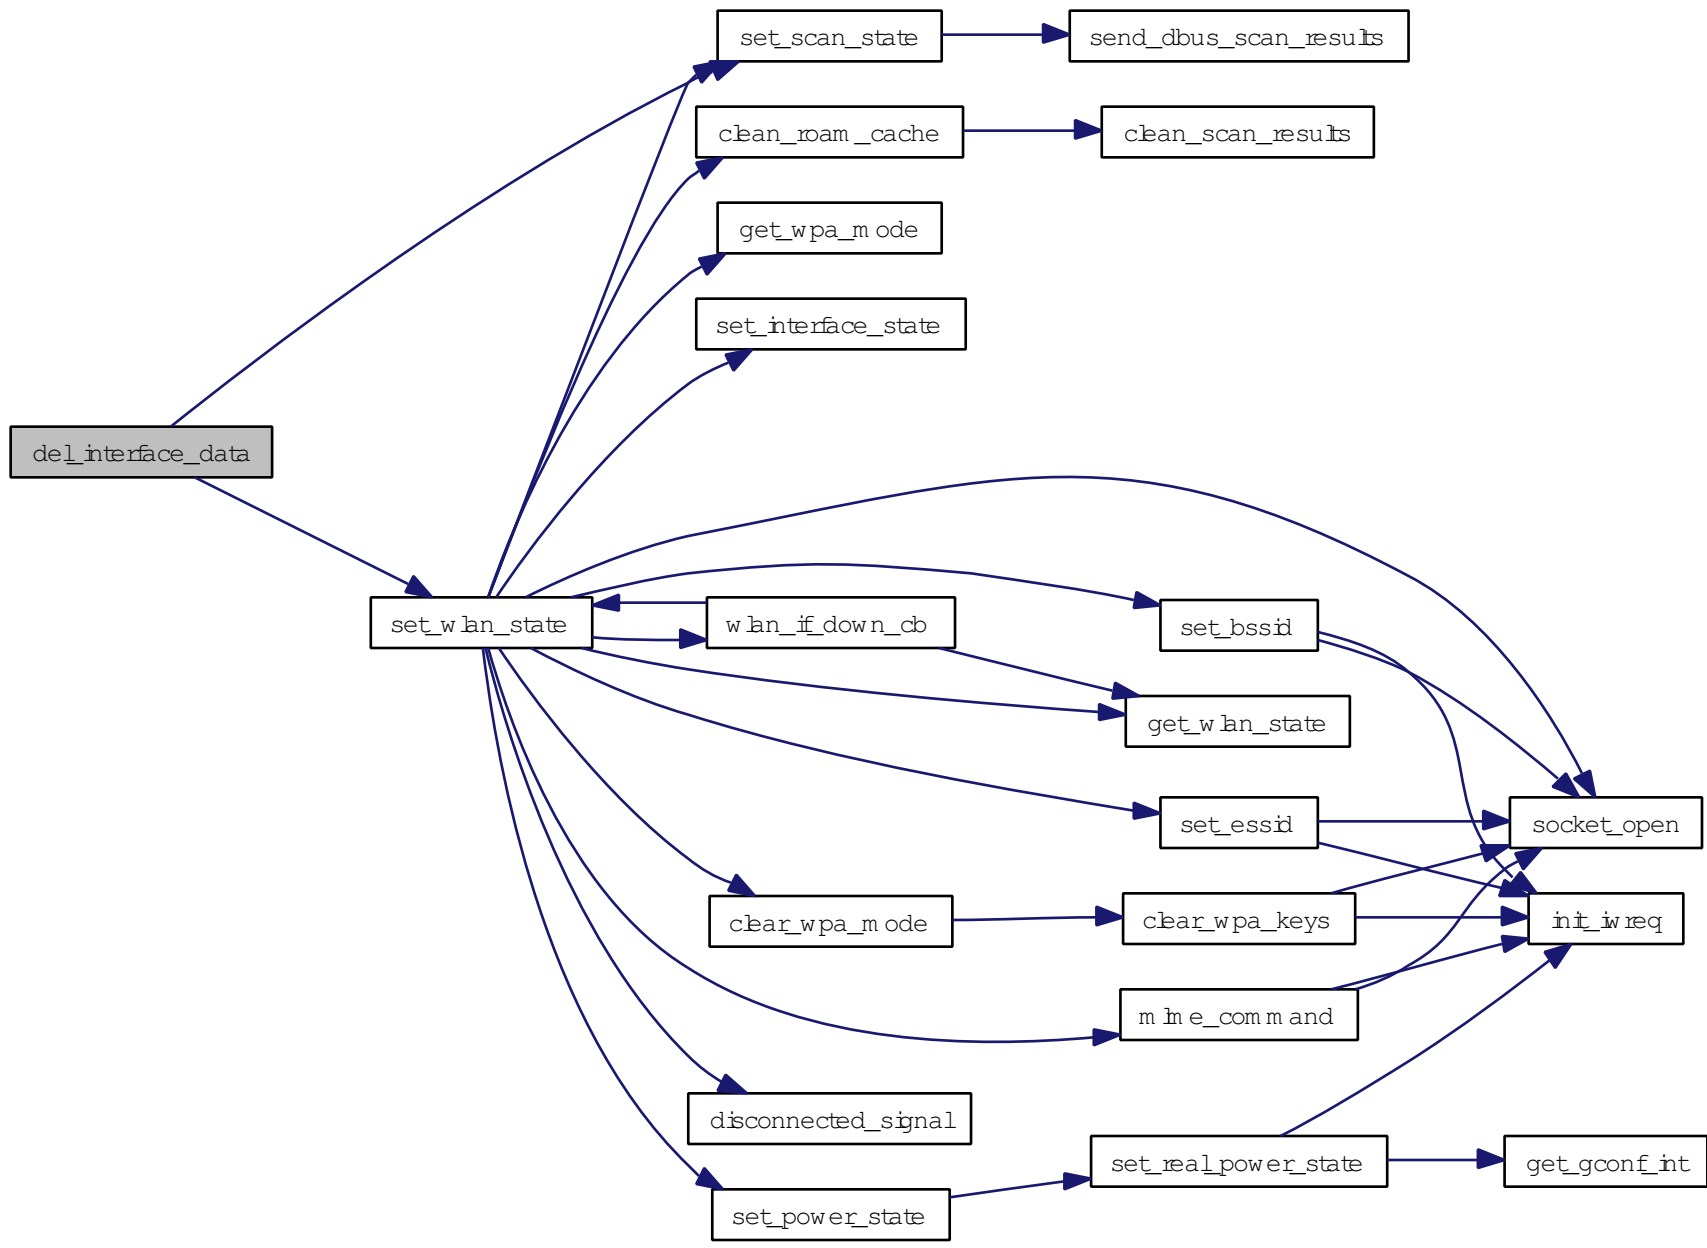 set_scan_state
send_dbus_scan_results
clean_roam_cache
clean_scan_results
get_wpa_mode
set_interface_state
del_interface_data
set_wlan_state
wlan_if_down_cb
set_bssid
get_wlan_state
set_essid
socket_open
clear_wpa_mode
clear_wpa_keys
init_iwreq
mlme_command
disconnected_signal
set_real_power_state
get_gconf_int
set_power_state